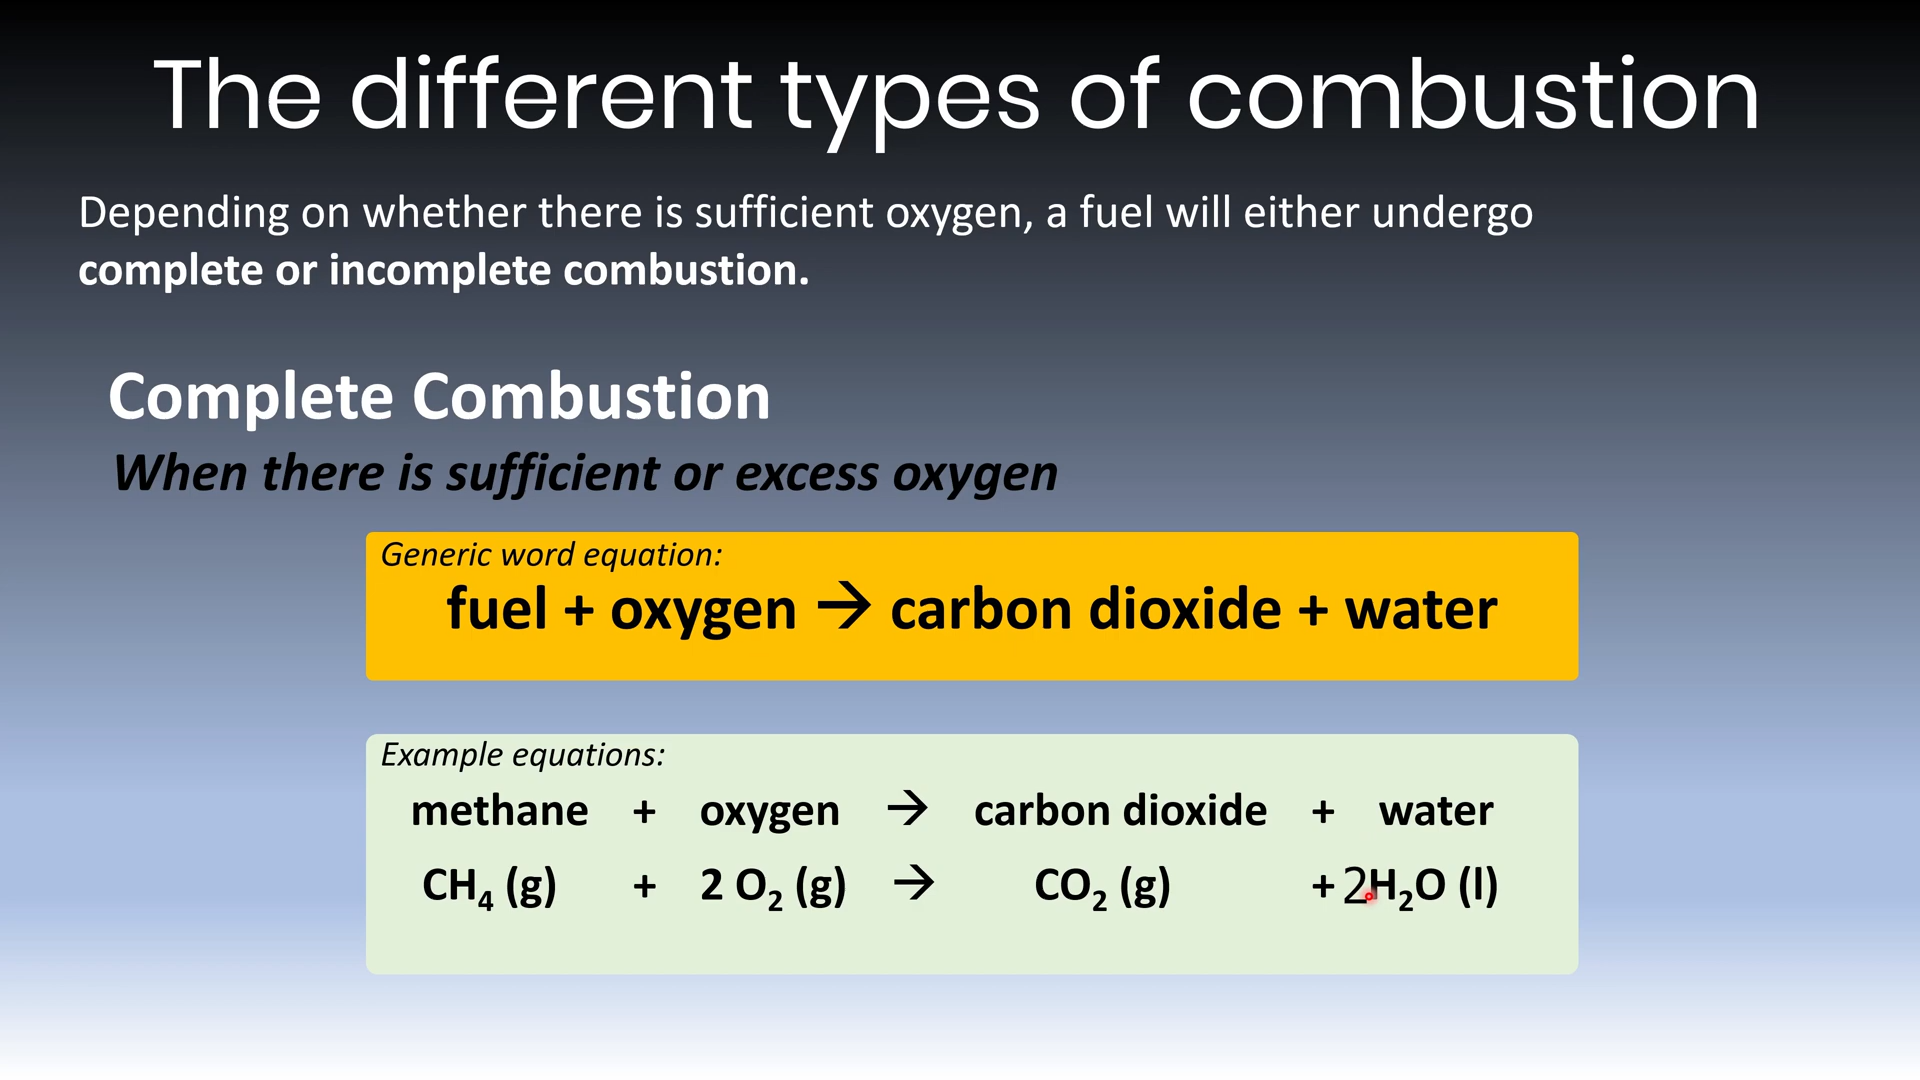 The different types of combustion
Depending on whether there is sufficient oxygen, a fuel will either undergo
complete or incomplete combustion.
Complete Combustion
When there is sufficient or excess oxygen
Generic word equation:
fuel + oxygen → carbon dioxide + water
Example equations:
methane + oxygen → carbon dioxide + water
CH₄ (g) + 2 O₂ (g) → CO₂ (g) + 2H₂O (l)